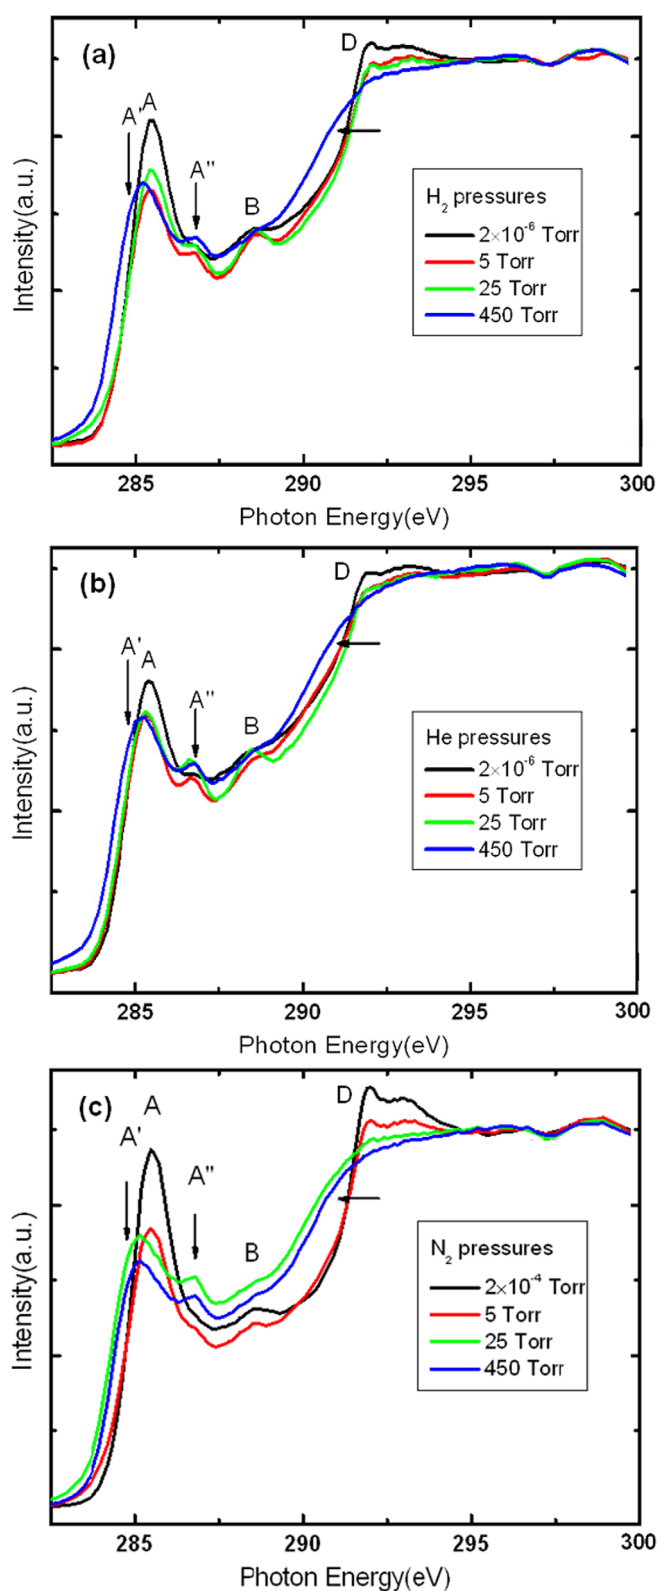 (a)
D
A' A
A"
B
Intensity(a.u.)
H₂ pressures
2×10⁻⁶ Torr
5 Torr
25 Torr
450 Torr
285 290 295 300
Photon Energy(eV)
(b)
D
A' A
A"
B
Intensity(a.u.)
He pressures
2×10⁻⁶ Torr
5 Torr
25 Torr
450 Torr
285 290 295 300
Photon Energy(eV)
(c)
A
D
A'
A"
B
Intensity(a.u.)
N₂ pressures
2×10⁻⁴ Torr
5 Torr
25 Torr
450 Torr
285 290 295 300
Photon Energy(eV)